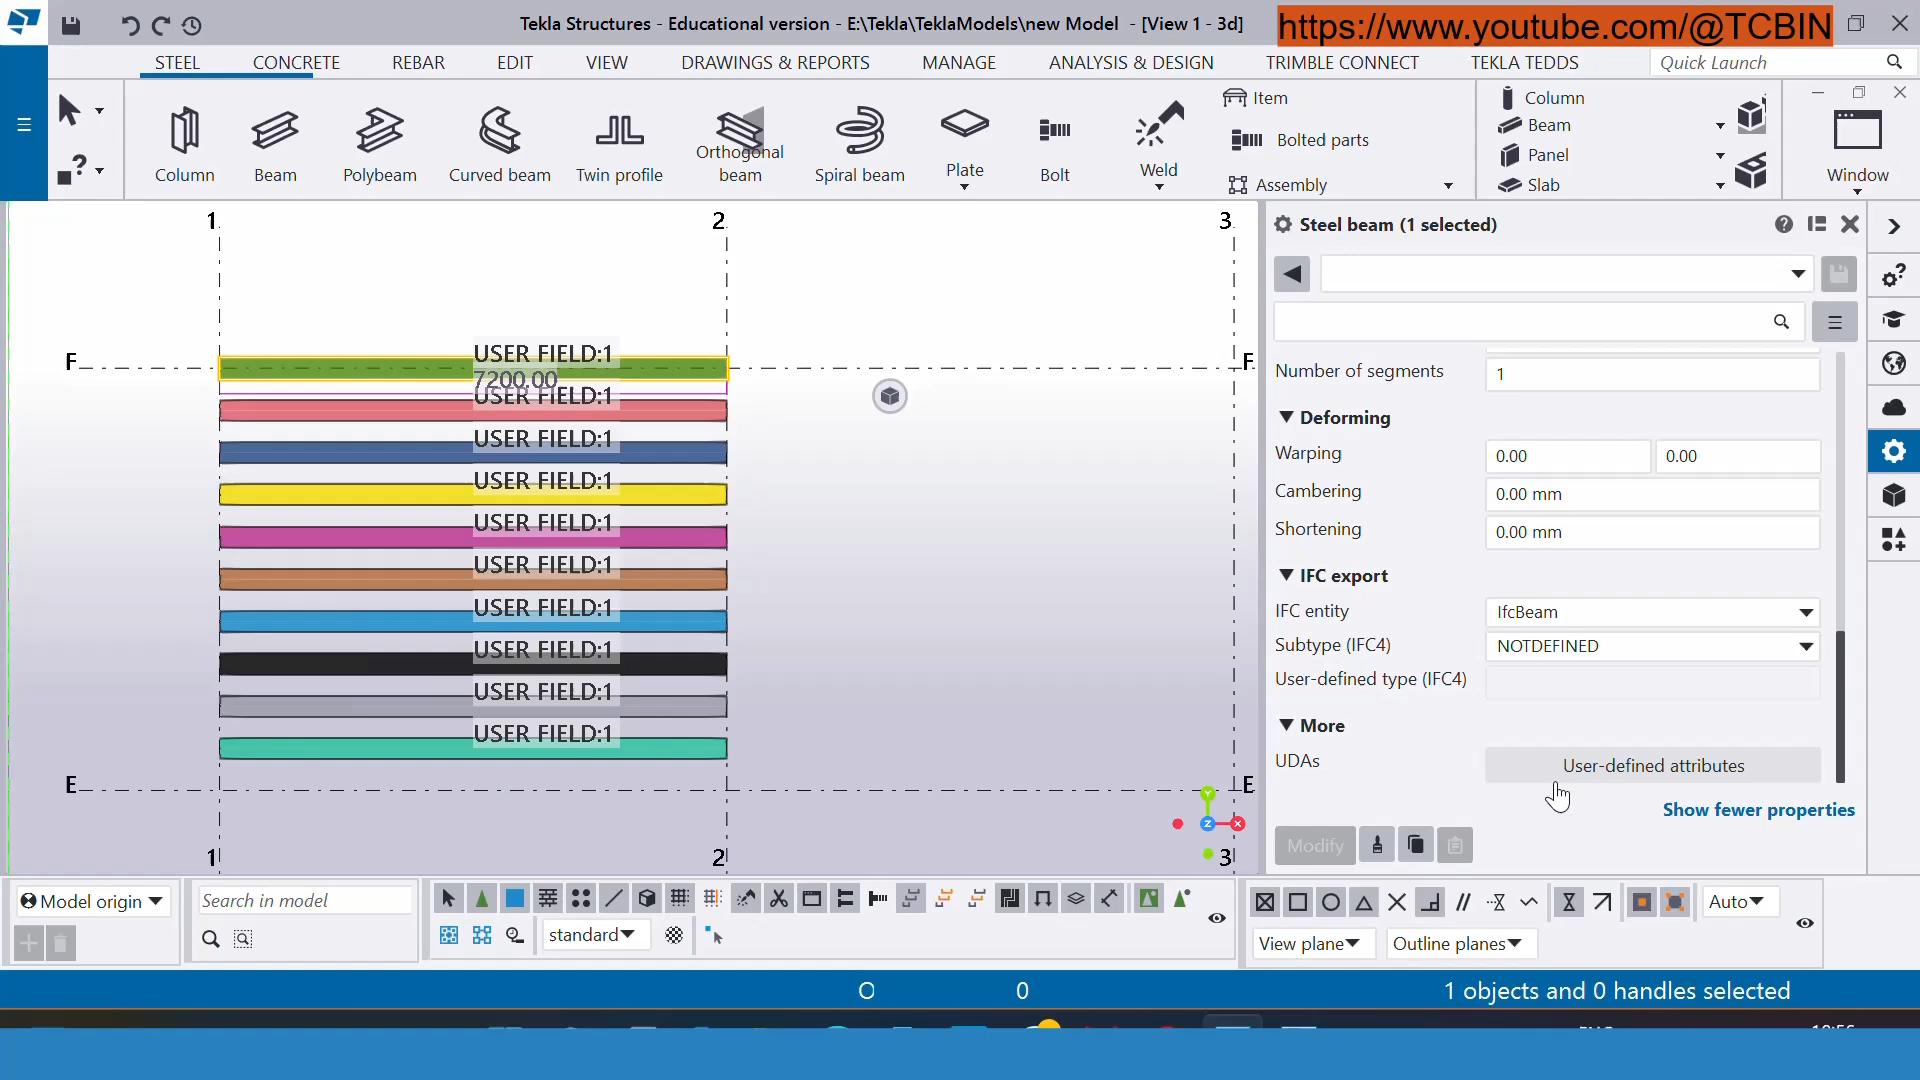 Tekla Structures - Educational version - E:\Tekla\TeklaModels\new Model - [View 1 - 3d]
https://www.youtube.com/@TCBIN
STEEL CONCRETE REBAR EDIT VIEW DRAWINGS & REPORTS MANAGE ANALYSIS & DESIGN TRIMBLE CONNECT TEKLA TEDDS
Quick Launch
Column
Beam
Polybeam
Curved beam
Twin profile
Orthogonal
beam
Spiral beam
Plate
Bolt
Weld
Item
Bolted parts
Assembly
Column
Beam
Panel
Slab
Window
1 2 3
F F
USER FIELD:1
7200.00
USER FIELD:1
USER FIELD:1
USER FIELD:1
USER FIELD:1
USER FIELD:1
USER FIELD:1
USER FIELD:1
USER FIELD:1
USER FIELD:1
E E
Y
Z X
1 2 3
Steel beam (1 selected)
Number of segments 1
Deforming
Warping 0.00 0.00
Cambering 0.00 mm
Shortening 0.00 mm
IFC export
IFC entity IfcBeam
Subtype (IFC4) NOTDEFINED
User-defined type (IFC4)
More
UDAs User-defined attributes
Show fewer properties
Modify
Model origin
Search in model
standard
Auto
View plane Outline planes
O 0 1 objects and 0 handles selected